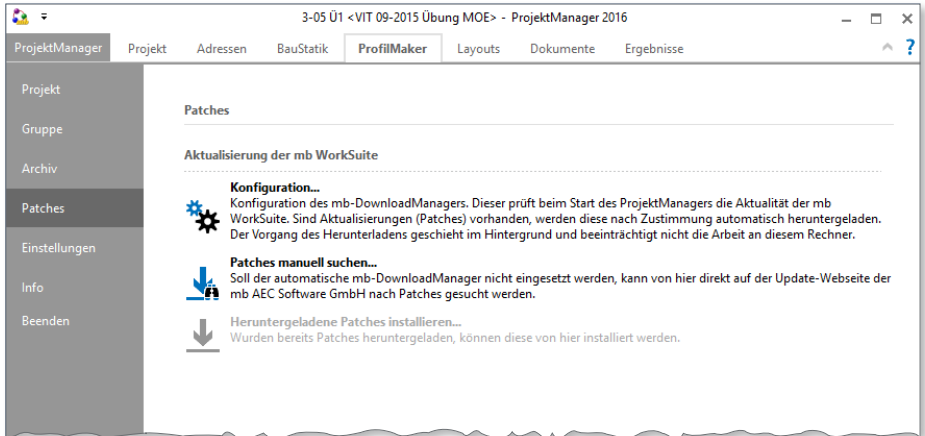 3-05 Ü1 <VIT 09-2015 Übung MOE> - ProjektManager 2016
ProjektManager Projekt Adressen BauStatik ProfilMaker Layouts Dokumente Ergebnisse ?
Projekt
Gruppe
Archiv
Patches
Einstellungen
Info
Beenden
Patches
Aktualisierung der mb WorkSuite
Konfiguration...
Konfiguration des mb-DownloadManagers. Dieser prüft beim Start des ProjektManagers die Aktualität der mb
WorkSuite. Sind Aktualisierungen (Patches) vorhanden, werden diese nach Zustimmung automatisch heruntergeladen.
Der Vorgang des Herunterladens geschieht im Hintergrund und beeinträchtigt nicht die Arbeit an diesem Rechner.
Patches manuell suchen...
Soll der automatische mb-DownloadManager nicht eingesetzt werden, kann von hier direkt auf der Update-Webseite der
mb AEC Software GmbH nach Patches gesucht werden.
Heruntergeladene Patches installieren...
Wurden bereits Patches heruntergeladen, können diese von hier installiert werden.